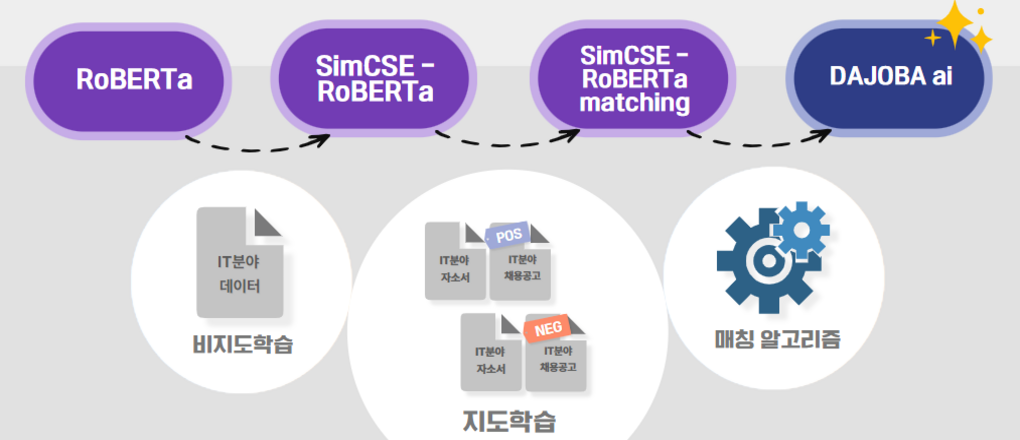 RoBERTa
SimCSE -
RoBERTa
SimCSE -
RoBERTa
matching
DAJOBA ai
IT분야
데이터
비지도학습
POS
IT분야
자소서
IT분야
채용공고
NEG
IT분야
자소서
IT분야
채용공고
지도학습
매칭 알고리즘